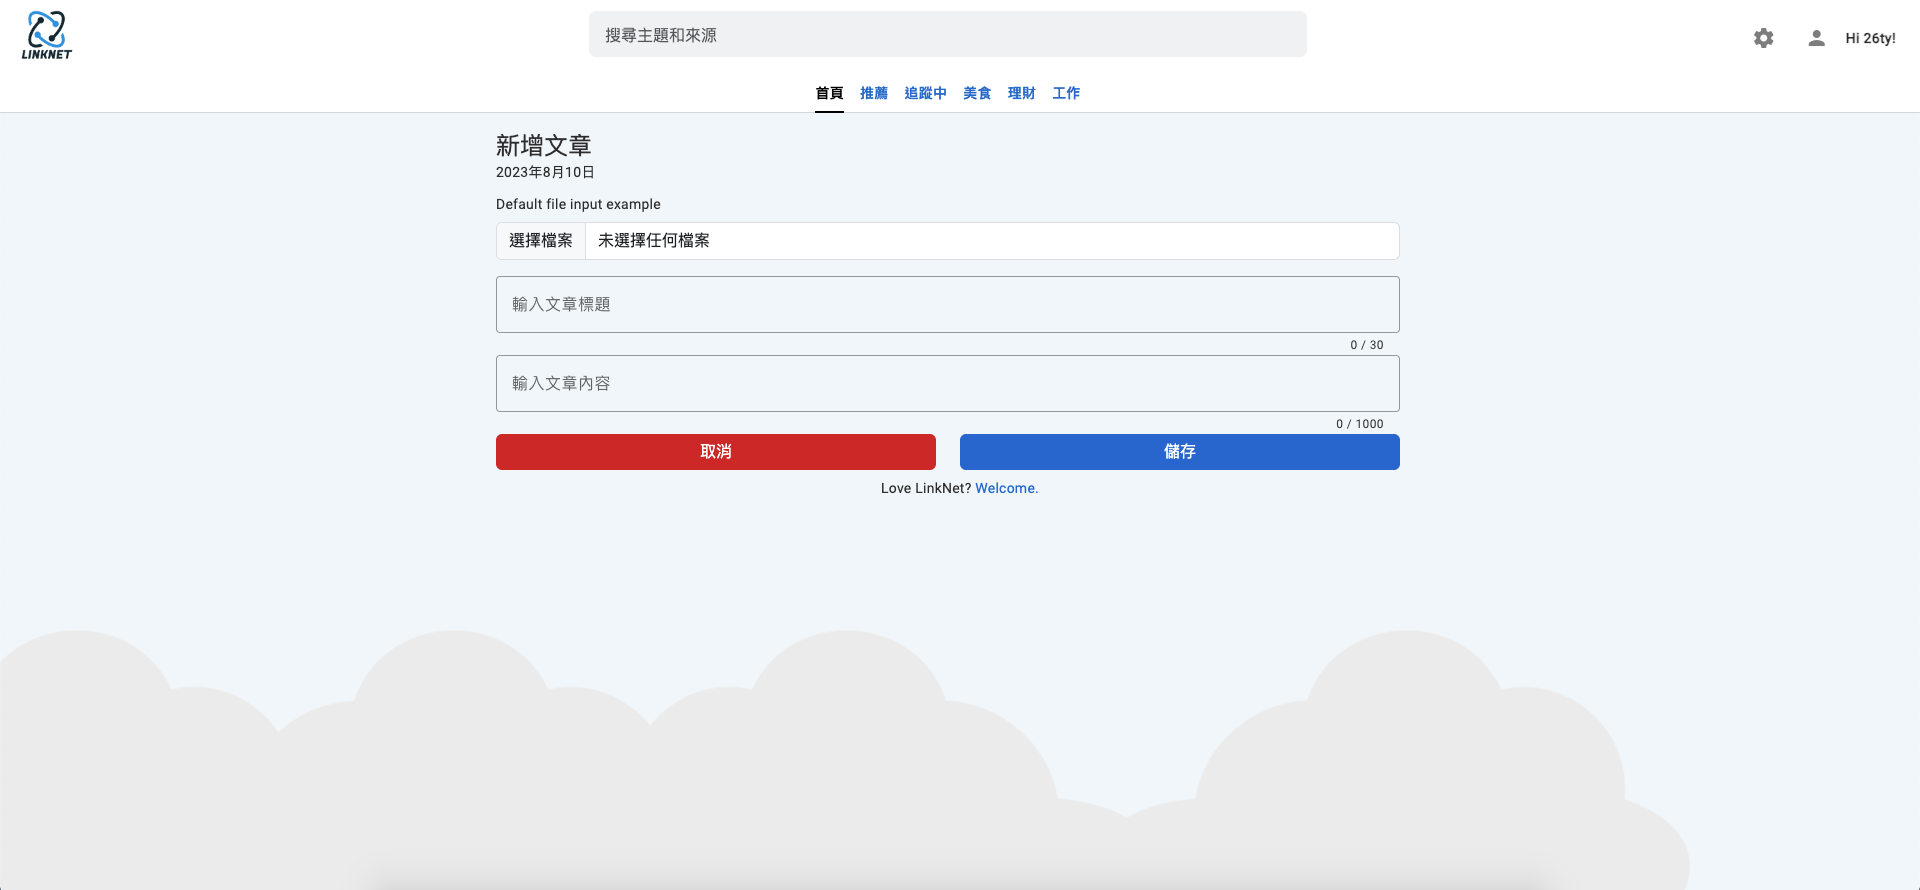 LINKNET
搜尋主題和來源
Hi 26ty!
首頁 推薦 追蹤中 美食 理財 工作
新增文章
2023年8月10日
Default file input example
選擇檔案 未選擇任何檔案
輸入文章標題
0 / 30
輸入文章內容
0 / 1000
取消 儲存
Love LinkNet? Welcome.